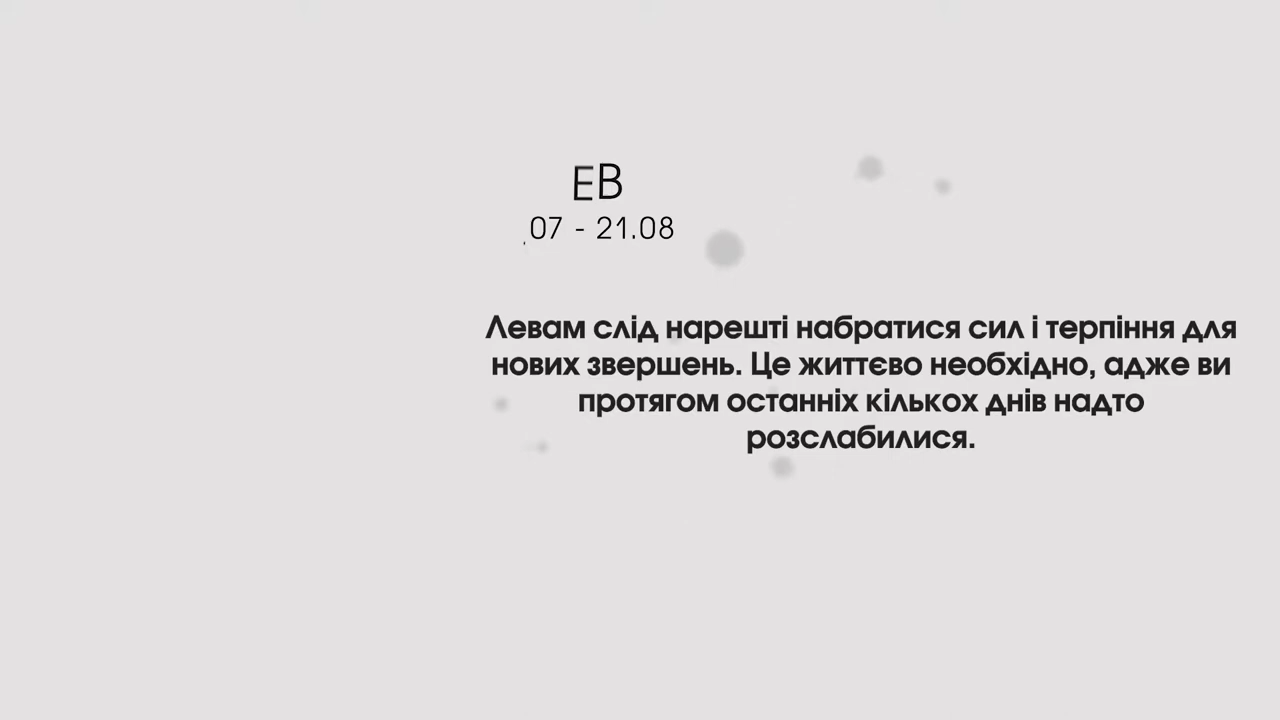 ЕВ
.07 - 21.08
Левам слід нарешті набратися сил і терпіння для
нових звершень. Це життєво необхідно, адже ви
протягом останніх кількох днів надто
розслабилися.